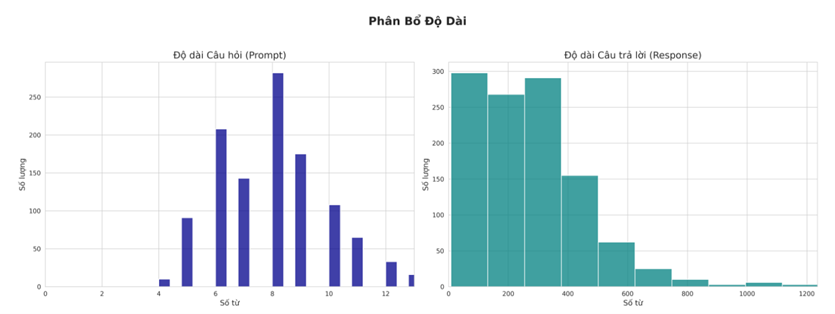 Phân Bổ Độ Dài
Độ dài Câu hỏi (Prompt)
Số lượng
250
200
150
100
50
0
0 2 4 6 8 10 12
Số từ
Độ dài Câu trả lời (Response)
Số lượng
300
250
200
150
100
50
0
0 200 400 600 800 1000 1200
Số từ